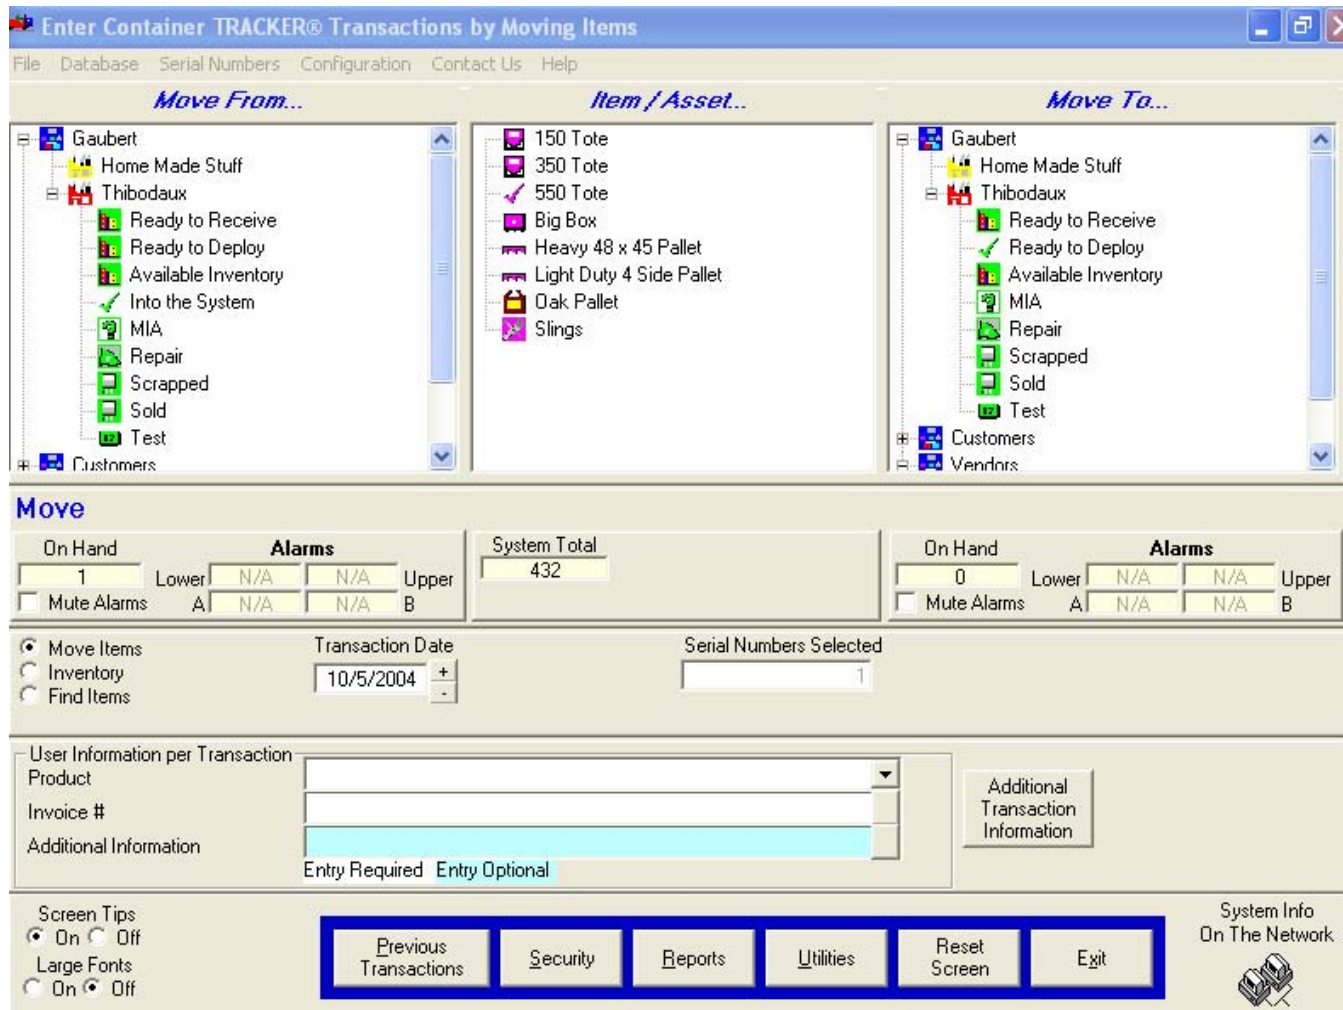 Enter Container TRACKER® Transactions by Moving Items
File Database Serial Numbers Configuration Contact Us Help
Move From...
Gaubert
Home Made Stuff
Thibodaux
Ready to Receive
Ready to Deploy
Available Inventory
Into the System
MIA
Repair
Scrapped
Sold
Test
Customers
Item / Asset...
150 Tote
350 Tote
550 Tote
Big Box
Heavy 48 x 45 Pallet
Light Duty 4 Side Pallet
Oak Pallet
Slings
Move To...
Gaubert
Home Made Stuff
Thibodaux
Ready to Receive
Ready to Deploy
Available Inventory
MIA
Repair
Scrapped
Sold
Test
Customers
Vendors
Move
On Hand Alarms
1 Lower N/A N/A Upper
Mute Alarms A N/A N/A B
System Total
432
On Hand Alarms
0 Lower N/A N/A Upper
Mute Alarms A N/A N/A B
Move Items
Inventory
Find Items
Transaction Date
10/5/2004 + -
Serial Numbers Selected
1
User Information per Transaction
Product
Invoice #
Additional Information
Entry Required Entry Optional
Additional
Transaction
Information
Screen Tips
On Off
Large Fonts
On Off
Previous
Transactions
Security
Reports
Utilities
Reset
Screen
Exit
System Info
On The Network